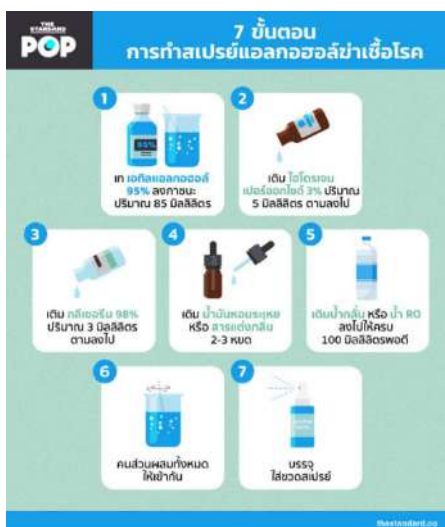 THE
STANDARD
POP
7 ขั้นตอน
การทำสเปรย์แอลกอฮอล์ฆ่าเชื้อโรค
1
95%
เท เอทิลแอลกอฮอล์
95% ลงภาชนะ
ปริมาณ 85 มิลลิลิตร
2
เติม ไฮโดรเจน
เปอร์ออกไซด์ 3% ปริมาณ
5 มิลลิลิตร ตามลงไป
3
เติม กลีเซอรีน 98%
ปริมาณ 3 มิลลิลิตร
ตามลงไป
4
เติม น้ำมันหอมระเหย
หรือ สารแต่งกลิ่น
2-3 หยด
5
เติมน้ำกลั่น หรือ น้ำ RO
ลงไปให้ครบ
100 มิลลิลิตรพอดี
6
คนส่วนผสมทั้งหมด
ให้เข้ากัน
7
บรรจุ
ใส่ขวดสเปรย์
thestandard.co